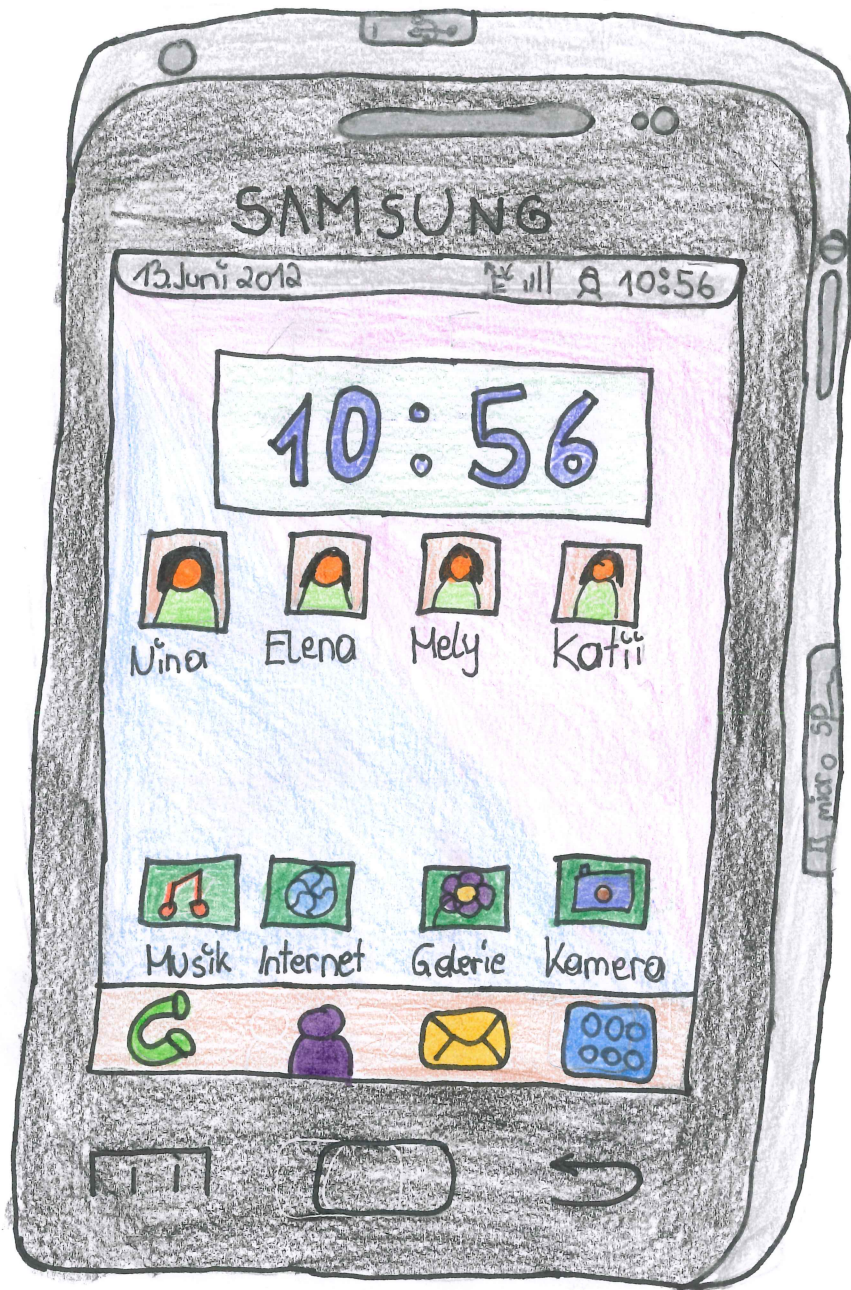 SAMSUNG
13.Juni 2012 10:56
10:56
Nina Elena Mely Katii
Musik Internet Galerie Kamera
micro SD